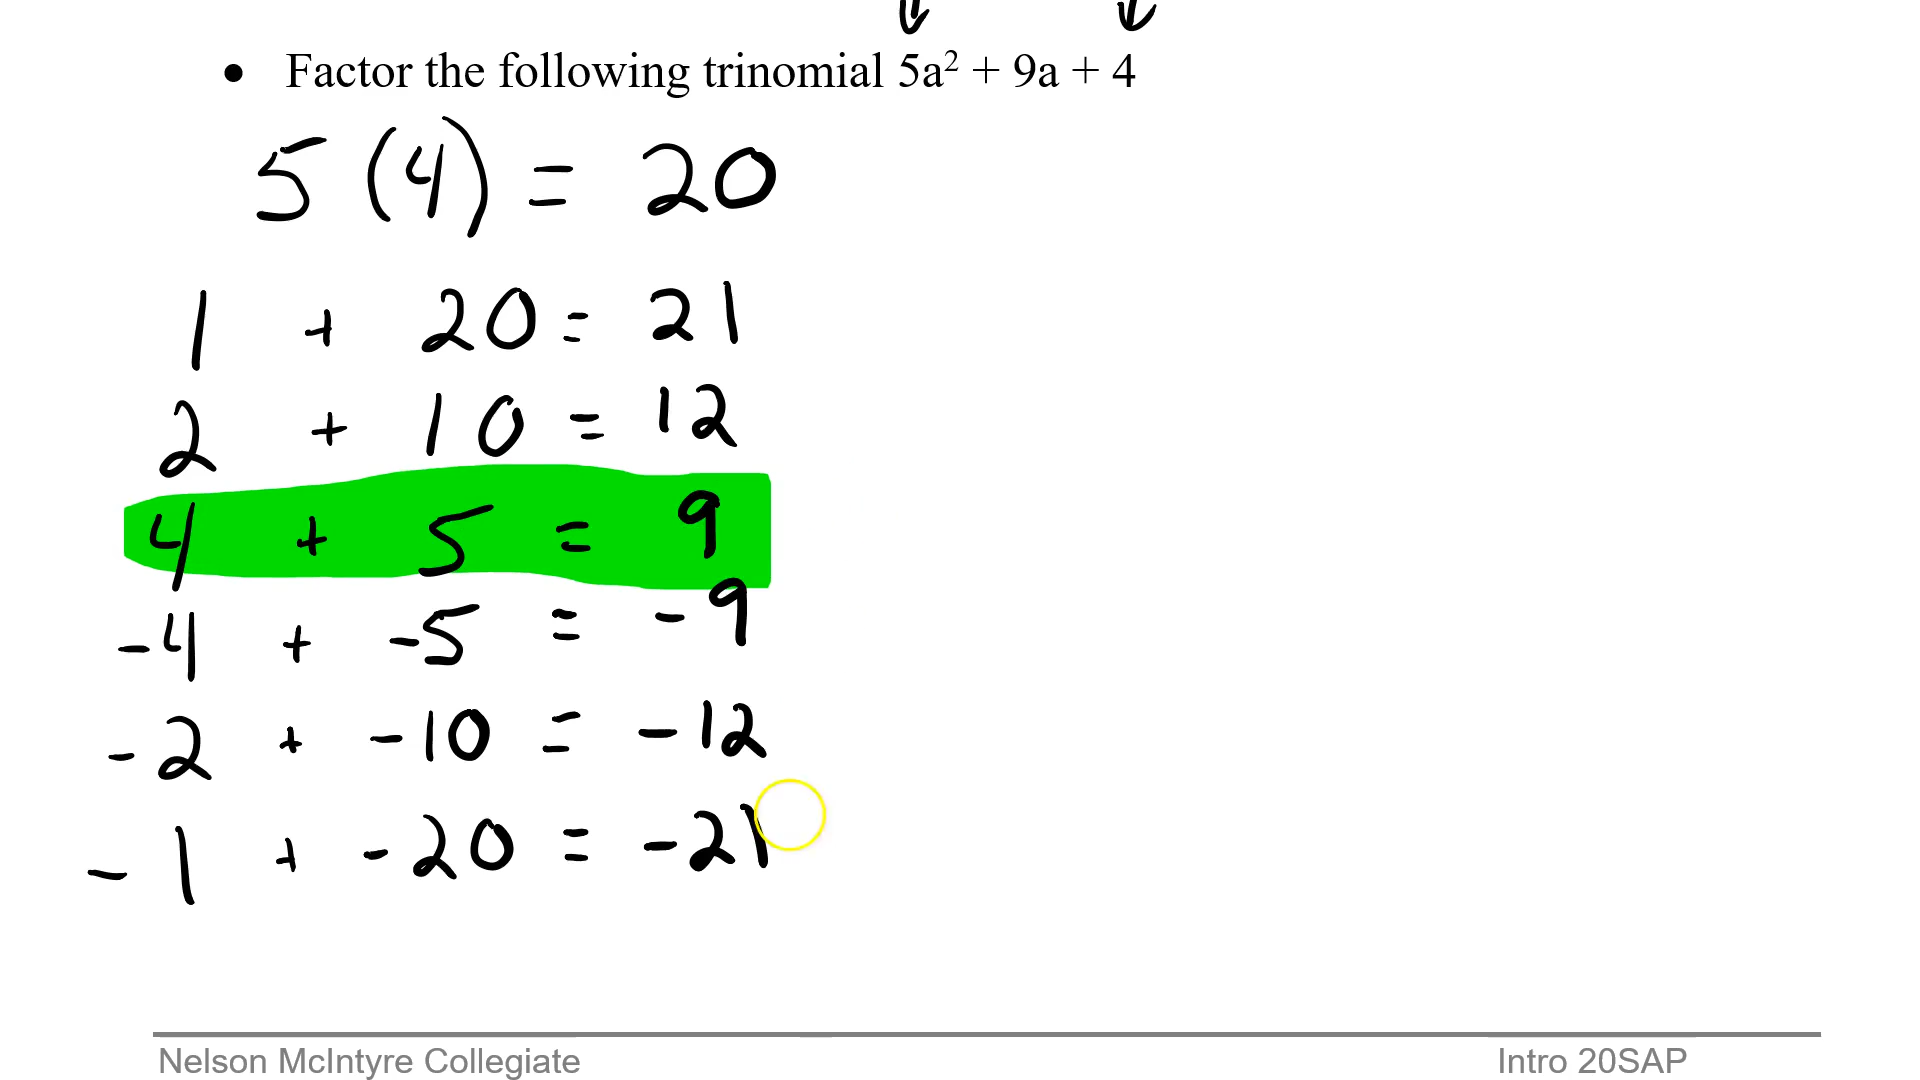 • Factor the following trinomial 5a² + 9a + 4
5 (4) = 20
1 + 20 = 21
2 + 10 = 12
4 + 5 = 9
-4 + -5 = -9
-2 + -10 = -12
-1 + -20 = -21
Nelson McIntyre Collegiate Intro 20SAP